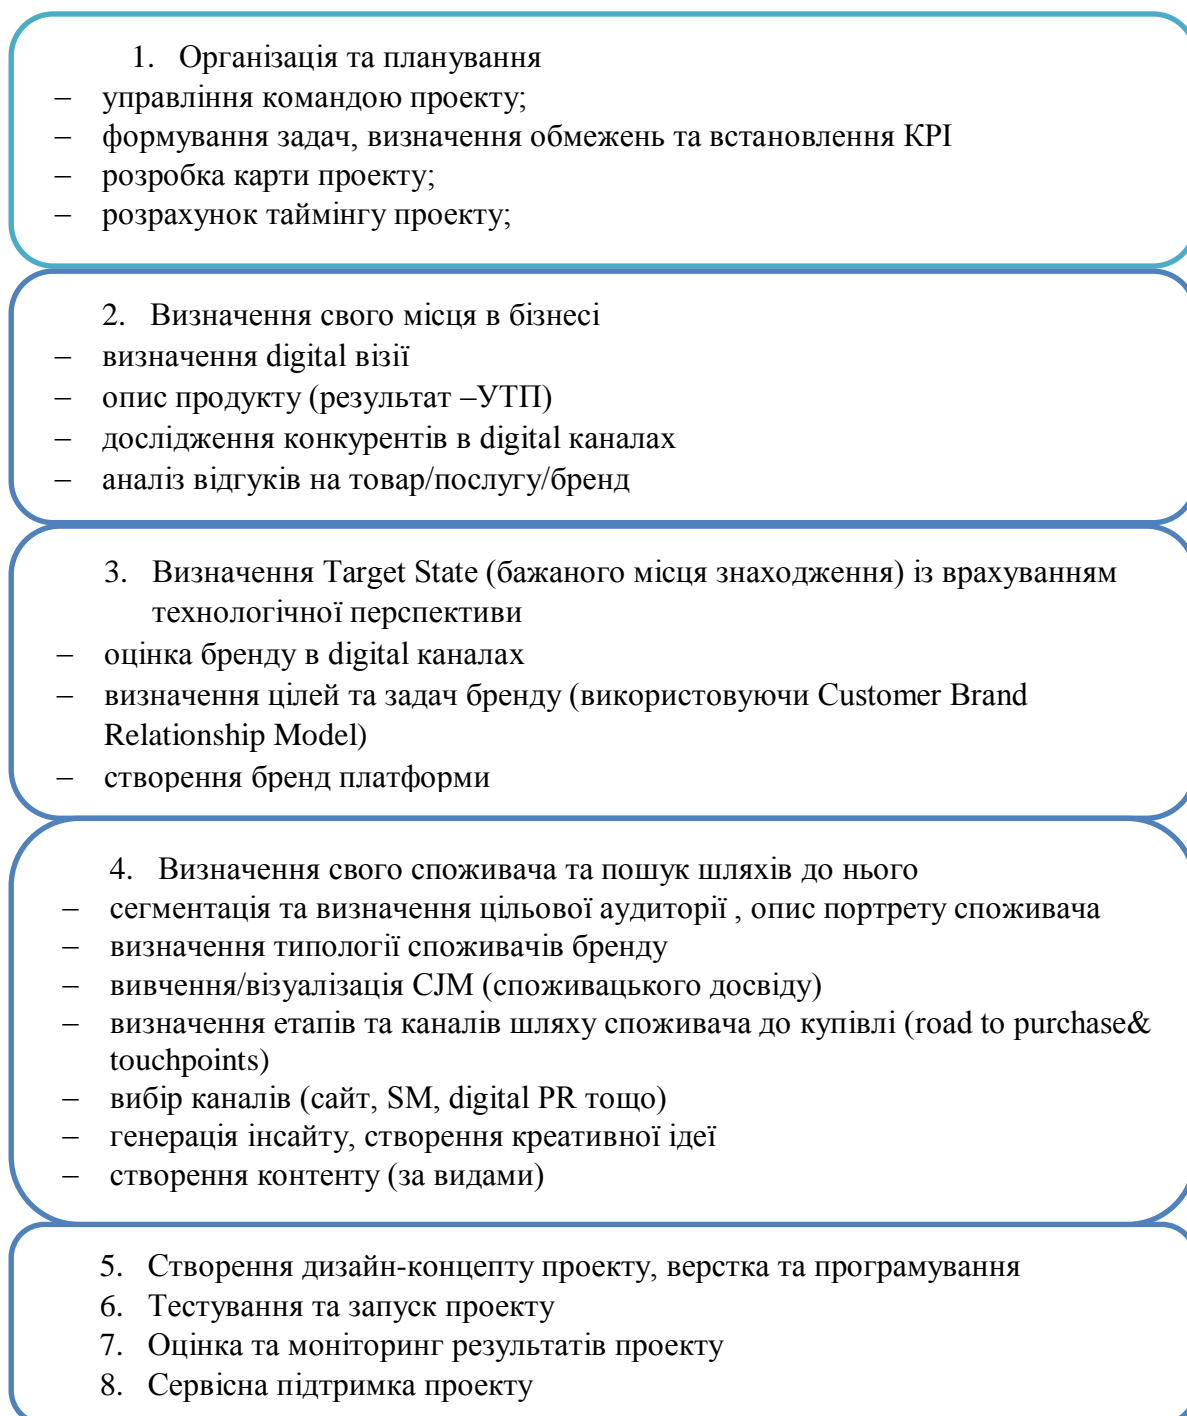 1. Організація та планування
– управління командою проекту;
– формування задач, визначення обмежень та встановлення KPI
– розробка карти проекту;
– розрахунок таймінгу проекту;
2. Визначення свого місця в бізнесі
– визначення digital візії
– опис продукту (результат –УТП)
– дослідження конкурентів в digital каналах
– аналіз відгуків на товар/послугу/бренд
3. Визначення Target State (бажаного місця знаходження) із врахуванням
технологічної перспективи
– оцінка бренду в digital каналах
– визначення цілей та задач бренду (використовуючи Customer Brand
Relationship Model)
– створення бренд платформи
4. Визначення свого споживача та пошук шляхів до нього
– сегментація та визначення цільової аудиторії , опис портрету споживача
– визначення типології споживачів бренду
– вивчення/візуалізація CJM (споживацького досвіду)
– визначення етапів та каналів шляху споживача до купівлі (road to purchase&
touchpoints)
– вибір каналів (сайт, SM, digital PR тощо)
– генерація інсайту, створення креативної ідеї
– створення контенту (за видами)
5. Створення дизайн-концепту проекту, верстка та програмування
6. Тестування та запуск проекту
7. Оцінка та моніторинг результатів проекту
8. Сервісна підтримка проекту